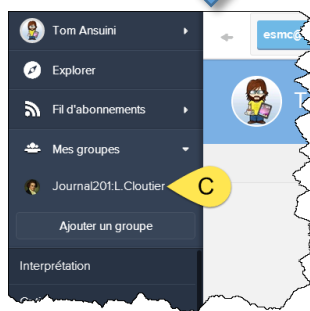 Tom Ansuini
esmc@
T
Explorer
Fil d'abonnements
Mes groupes
Journal201:L.Cloutier
C
Ajouter un groupe
Interprétation